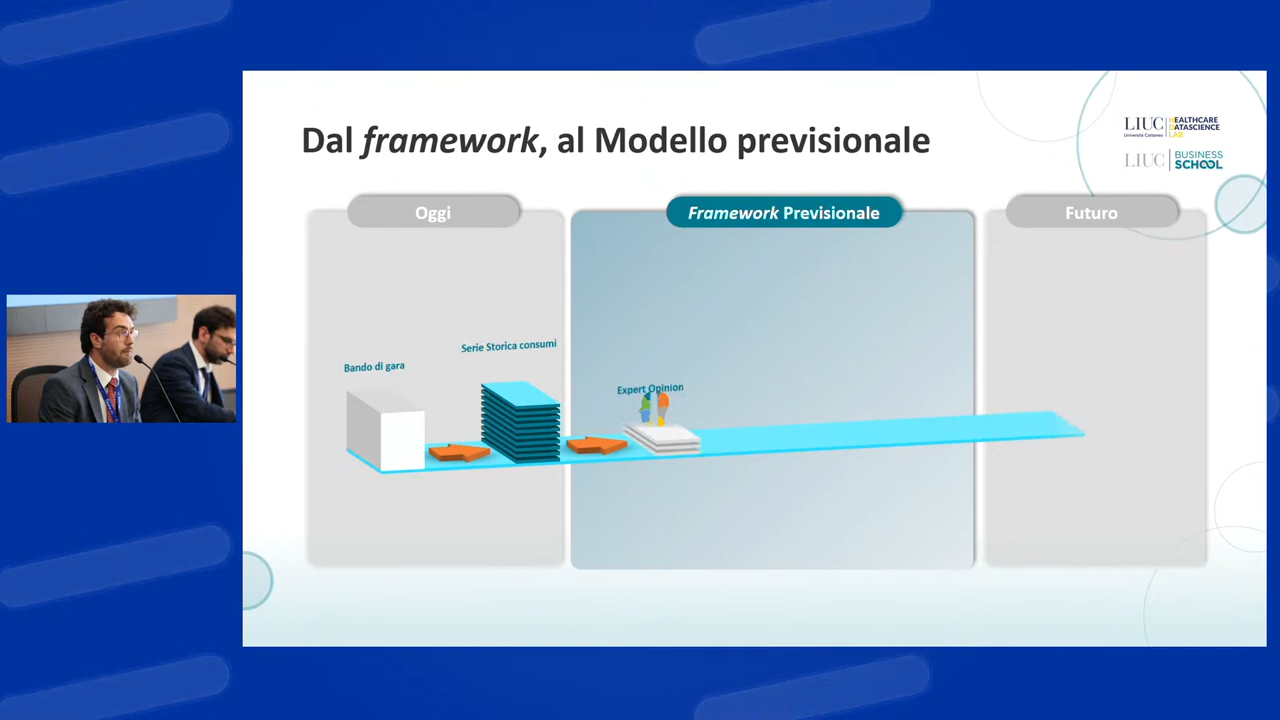 Dal framework, al Modello previsionale
LIUC
Università Cattaneo
HEALTHCARE
DATASCIENCE
LAB
LIUC
BUSINESS
SCHOOL
Oggi
Framework Previsionale
Futuro
Bando di gara
Serie Storica consumi
Expert Opinion